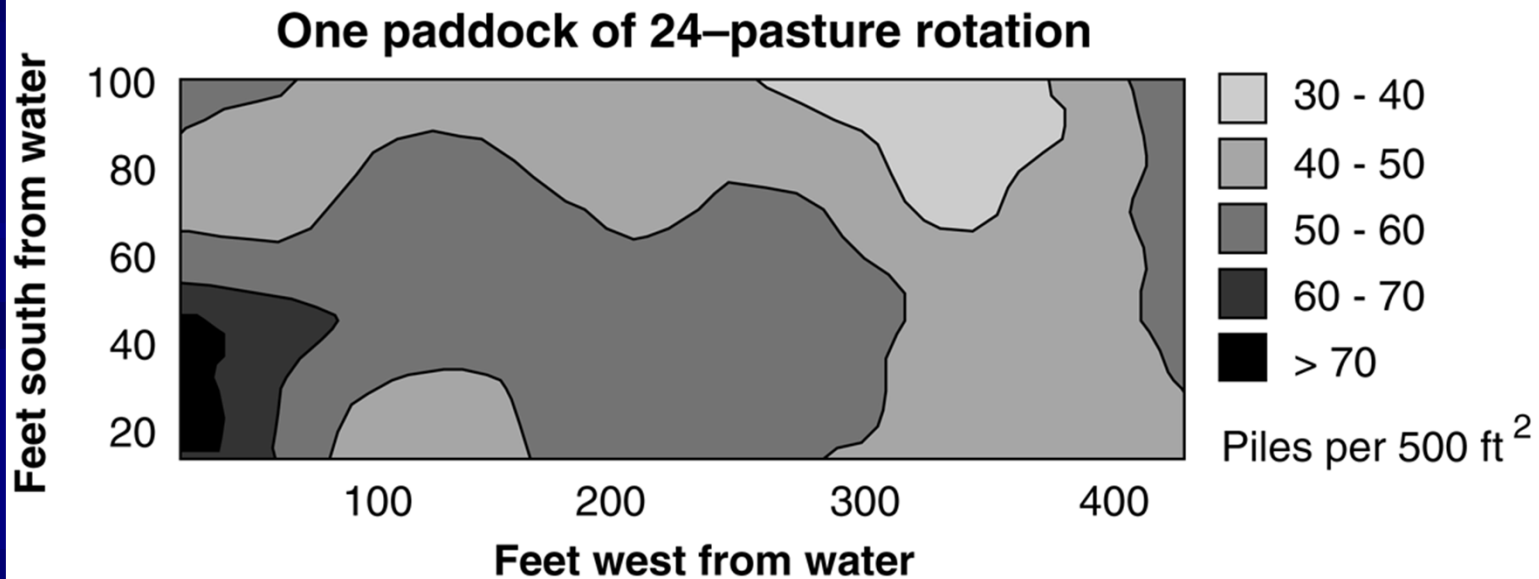 One paddock of 24–pasture rotation
Feet south from water
100
80
60
40
20
100 200 300 400
Feet west from water
30 - 40
40 - 50
50 - 60
60 - 70
> 70
Piles per 500 ft 2